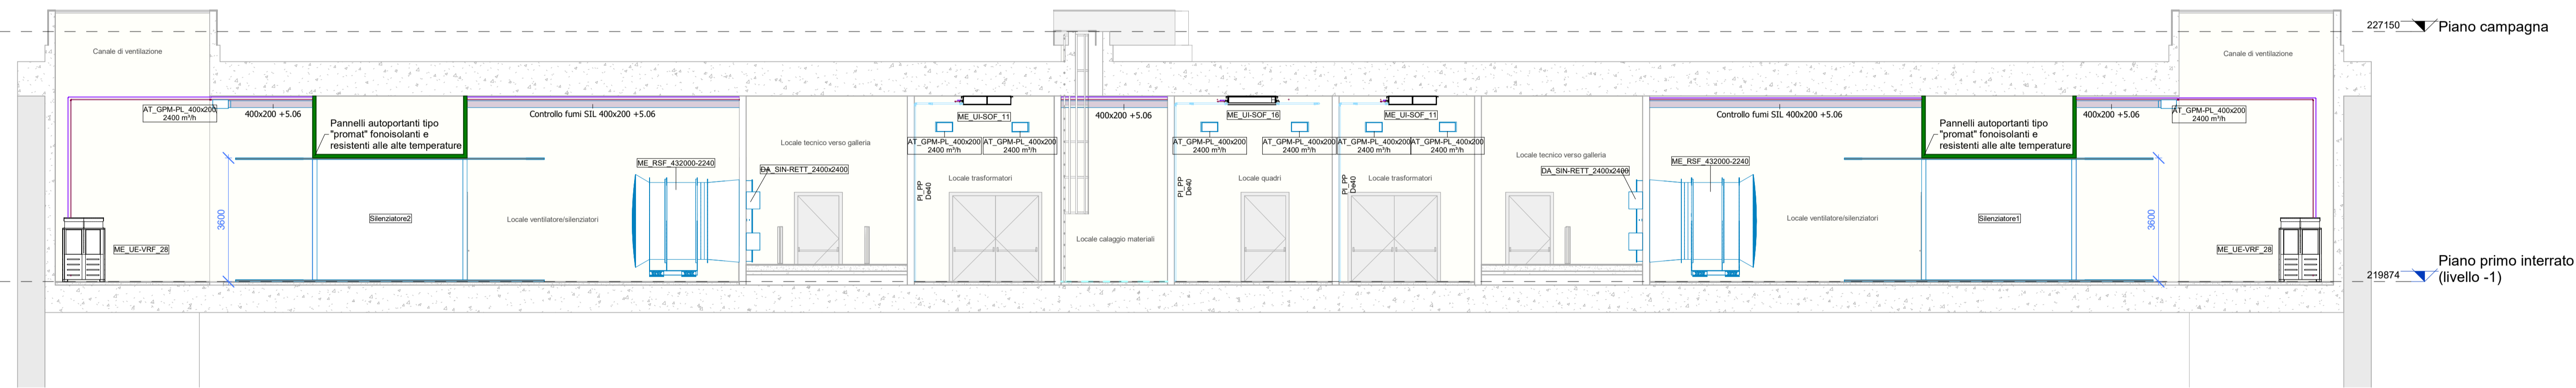 227150
Piano campagna
Canale di ventilazione
Canale di ventilazione
AT_GPM-PL_400x200
2400 m³/h
400x200 +5.06
Pannelli autoportanti tipo
"promat" fonoisolanti e
resistenti alle alte temperature
Controllo fumi SIL 400x200 +5.06
ME_RSF_432000-2240
Locale tecnico verso galleria
DA_SIN-RETT_2400x2400
ME_UI-SOF_11
AT_GPM-PL_400x200
2400 m³/h
AT_GPM-PL_400x200
2400 m³/h
Locale trasformatori
PI_PP
De40
400x200 +5.06
Locale calaggio materiali
ME_UI-SOF_16
AT_GPM-PL_400x200
2400 m³/h
AT_GPM-PL_400x200
2400 m³/h
Locale quadri
PI_PP
De40
ME_UI-SOF_11
AT_GPM-PL_400x200
2400 m³/h
AT_GPM-PL_400x200
2400 m³/h
Locale trasformatori
PI_PP
De40
Locale tecnico verso galleria
DA_SIN-RETT_2400x2400
ME_RSF_432000-2240
Controllo fumi SIL 400x200 +5.06
Pannelli autoportanti tipo
"promat" fonoisolanti e
resistenti alle alte temperature
400x200 +5.06
AT_GPM-PL_400x200
2400 m³/h
3600
Silenziatore2
Locale ventilatore/silenziatori
ME_UE-VRF_28
Locale ventilatore/silenziatori
Silenziatore1
3600
ME_UE-VRF_28
219874
Piano primo interrato
(livello -1)